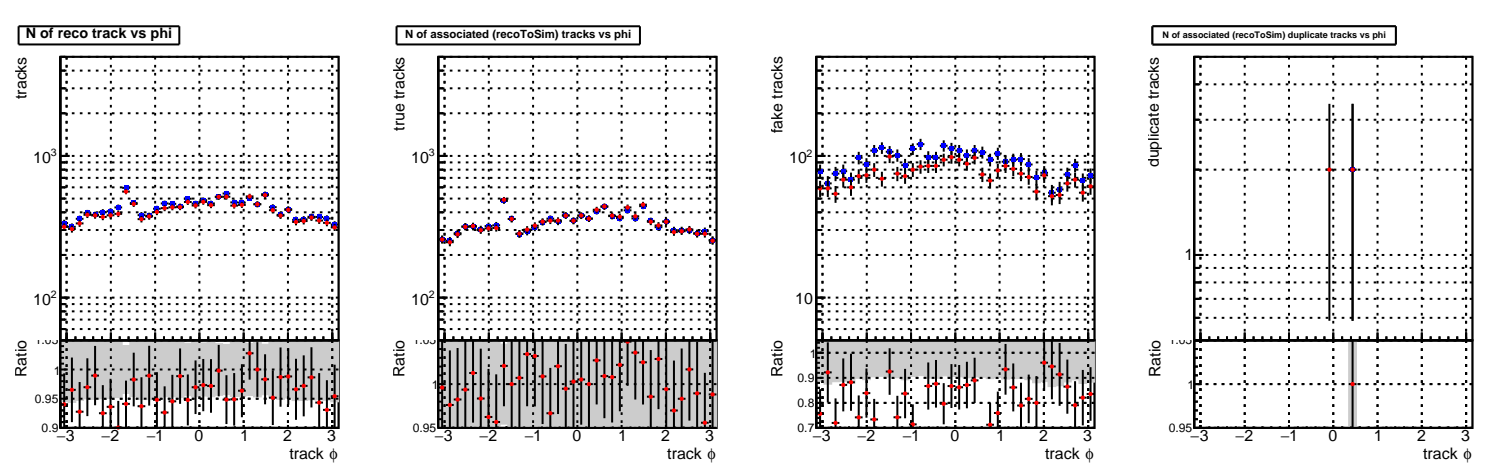 N of reco track vs phi
tracks
10³
10²
Ratio
1
0.95
0.9
−3 −2 −1 0 1 2 3
track ϕ
N of associated (recoToSim) tracks vs phi
true tracks
10³
10²
Ratio
1.05
1
0.95
−3 −2 −1 0 1 2 3
track ϕ
fake tracks
10²
10
Ratio
1
0.9
0.8
0.7
−3 −2 −1 0 1 2 3
track ϕ
N of associated (recoToSim) duplicate tracks vs phi
duplicate tracks
1
Ratio
1.05
1
0.95
−3 −2 −1 0 1 2 3
track ϕ